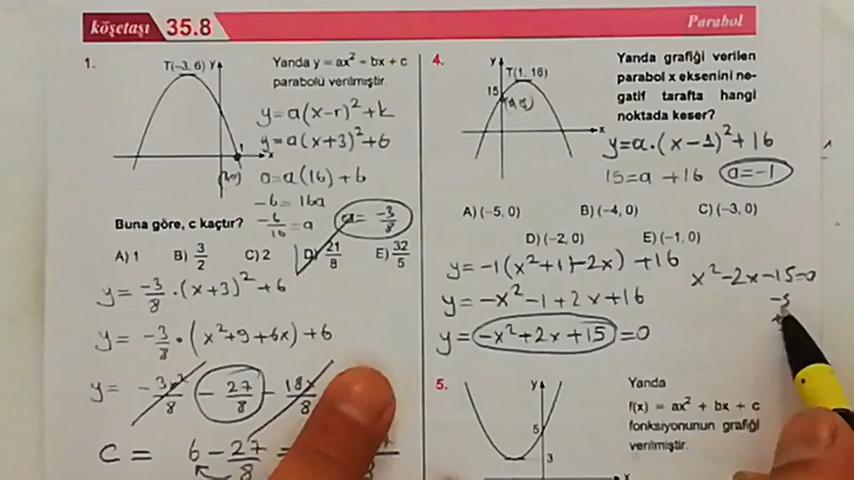 köşetaşı 35.8
Parabol
1.
T(−3, 6) y
1
x
(1,0)
Yanda y = ax² + bx + c
parabolü verilmiştir.
y = a(x−r)² + k
y = a(x+3)² + 6
0 = a(16) + 6
−6 = 16a
−6/16 = a
a = −3/8
Buna göre, c kaçtır?
A) 1 B) 3/2 C) 2 D) 21/8 E) 32/5
y = −3/8 · (x+3)² + 6
y = −3/8 · (x² + 9 + 6x) + 6
y = −3x²/8 − 27/8 − 18x/8
c = 6 − 27/8 =
4.
y
T(1, 16)
15
x
Yanda grafiği verilen
parabol x eksenini ne-
gatif tarafta hangi
noktada keser?
y = a·(x−1)² + 16
15 = a + 16
a = −1
A) (−5, 0) B) (−4, 0) C) (−3, 0)
D) (−2, 0) E) (−1, 0)
y = −1(x² + 1 − 2x) + 16
y = −x² − 1 + 2x + 16
y = −x² + 2x + 15 = 0
x² − 2x − 15 = 0
−5
5.
y
5
3
x
Yanda
f(x) = ax² + bx + c
fonksiyonunun grafiği
verilmiştir.